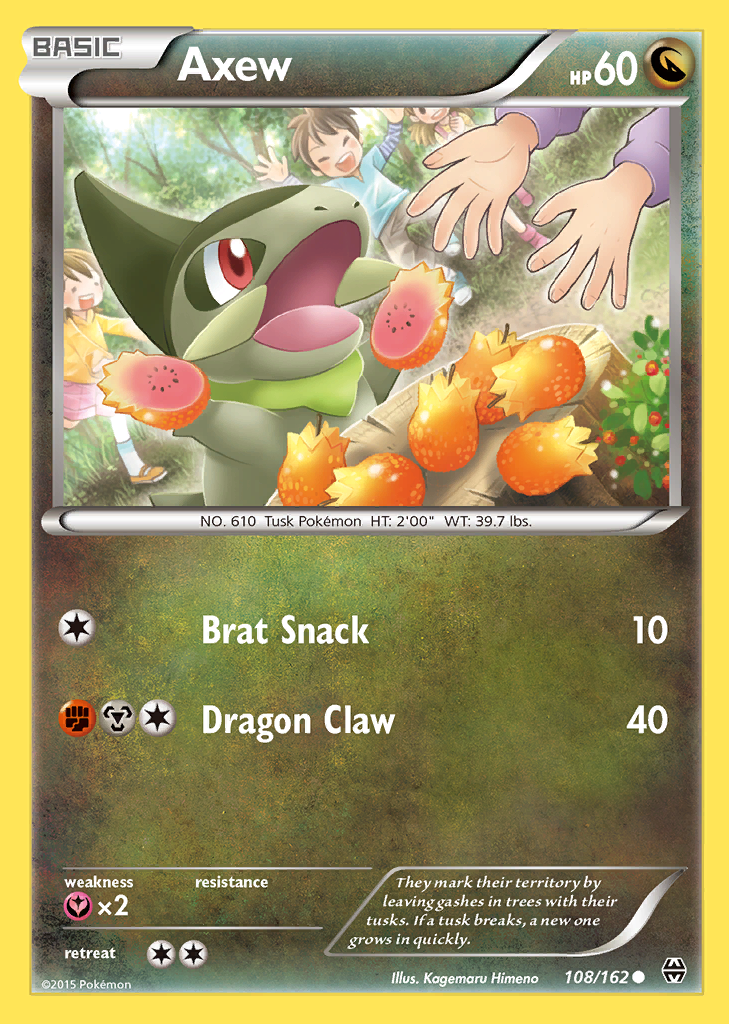 BASIC Axew HP60
NO. 610 Tusk Pokémon HT: 2'00" WT: 39.7 lbs.
Brat Snack 10
Dragon Claw 40
weakness resistance
×2
retreat
They mark their territory by
leaving gashes in trees with their
tusks. If a tusk breaks, a new one
grows in quickly.
©2015 Pokémon
Illus. Kagemaru Himeno 108/162